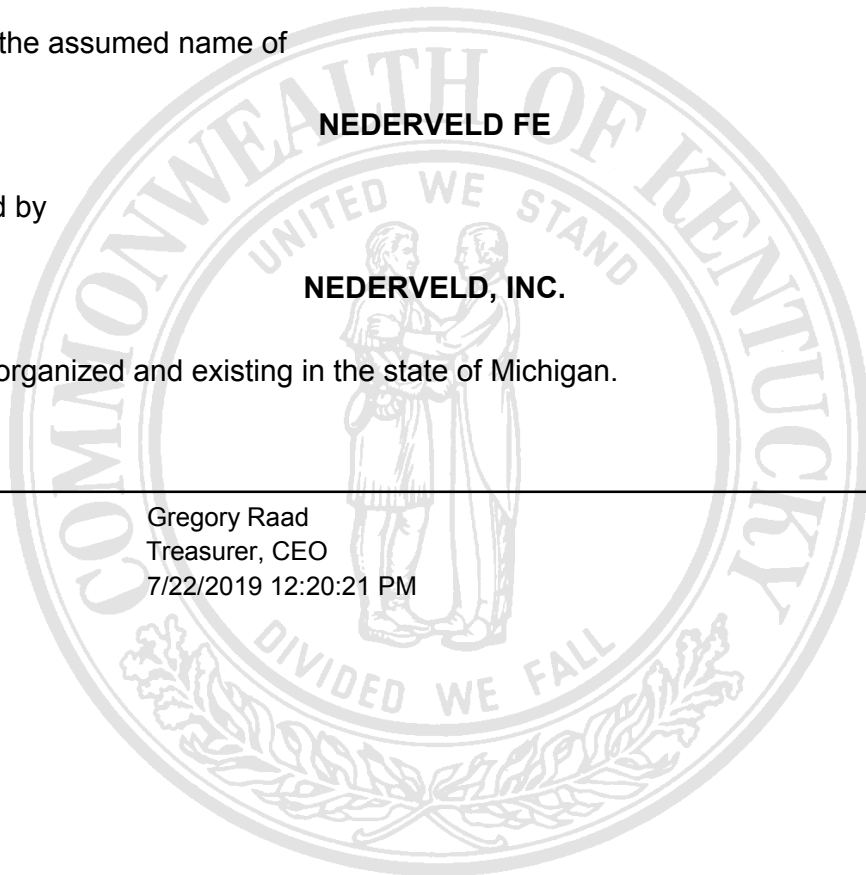 the assumed name of
NEDERVELD FE
d by
NEDERVELD, INC.
organized and existing in the state of Michigan.
Gregory Raad
Treasurer, CEO
7/22/2019 12:20:21 PM
COMMONWEALTH OF KENTUCKY
UNITED WE STAND
DIVIDED WE FALL